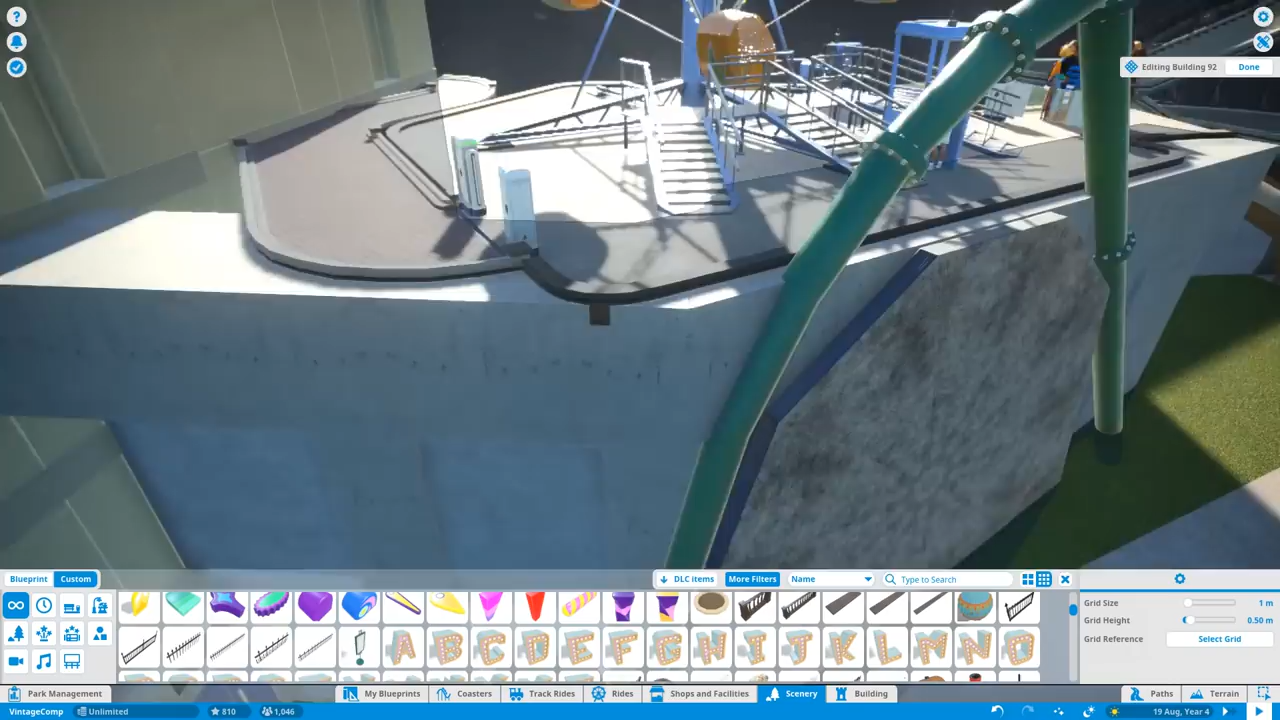 Editing Building 92 Done
Blueprint Custom
DLC items More Filters Name Type to Search
Grid Size 1 m
Grid Height 0.50 m
Grid Reference Select Grid
A B C D E F G H I J K L M N O
Park Management My Blueprints Coasters Track Rides Rides Shops and Facilities Scenery Building Paths Terrain
VintageComp Unlimited 810 1,046 19 Aug, Year 4